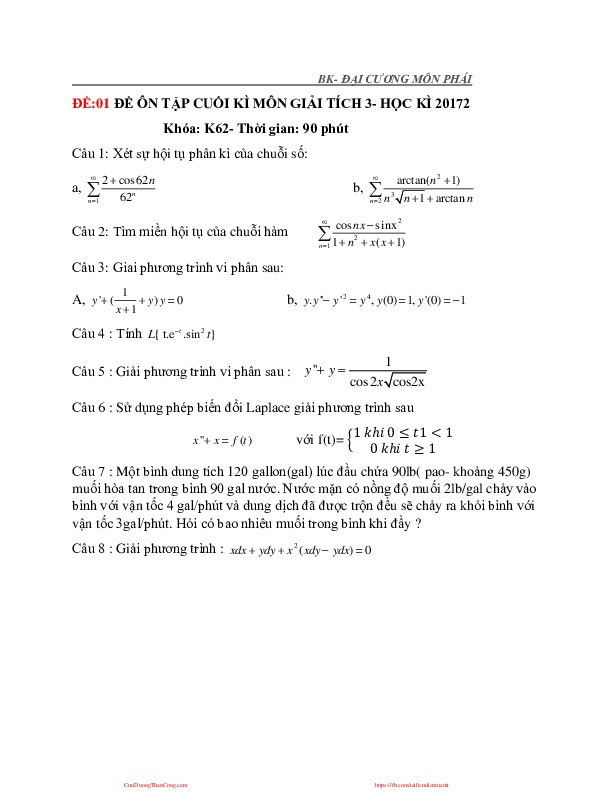 BK- ĐẠI CƯƠNG MÔN PHÁI
ĐỀ:01 ĐỀ ÔN TẬP CUỐI KÌ MÔN GIẢI TÍCH 3- HỌC KÌ 20172
Khóa: K62- Thời gian: 90 phút
Câu 1: Xét sự hội tụ phân kì của chuỗi số:
a, \sum_{n=1}^{\infty} \frac{2+\cos 62n}{62^n} b, \sum_{n=2}^{\infty} \frac{\arctan(n^2+1)}{n^3\sqrt{n+1}+\arctan n}
Câu 2: Tìm miền hội tụ của chuỗi hàm \sum_{n=1}^{\infty} \frac{\cos nx - \sin x^2}{1+n^2+x(x+1)}
Câu 3: Giai phương trình vi phân sau:
A, y'+(\frac{1}{x+1}+y)y=0 b, y.y''-y'^2=y^4, y(0)=1, y'(0)=-1
Câu 4 : Tính L{ t.e^{-t}.sin^2 t}
Câu 5 : Giải phương trình vi phân sau : y''+y=\frac{1}{\cos 2x\sqrt{\cos 2x}}
Câu 6 : Sử dụng phép biến đổi Laplace giải phương trình sau
x''+x=f(t) với f(t)= \begin{cases} 1 khi 0 ≤ t1 < 1 \\ 0 khi t ≥ 1 \end{cases}
Câu 7 : Một bình dung tích 120 gallon(gal) lúc đầu chứa 90lb( pao- khoảng 450g)
muối hòa tan trong bình 90 gal nước. Nước mặn có nồng độ muối 2lb/gal chảy vào
bình với vận tốc 4 gal/phút và dung dịch đã được trộn đều sẽ chảy ra khỏi bình với
vận tốc 3gal/phút. Hỏi có bao nhiêu muối trong bình khi đầy ?
Câu 8 : Giải phương trình : xdx+ydy+x^2(xdy-ydx)=0
CuuDuongThanCong.com https://fb.com/tailieudientucntt